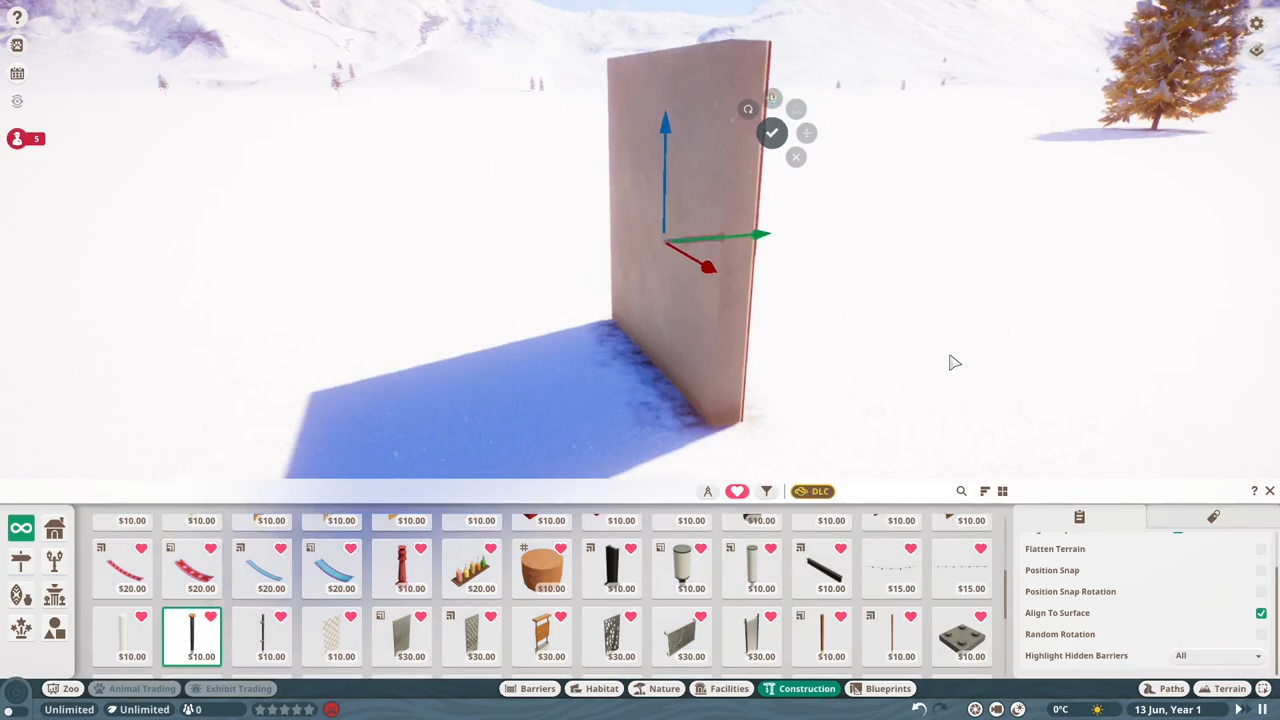 ?
5
DLC
? ×
$10.00 $10.00 $10.00 $10.00 $10.00 $10.00 $10.00 $10.00 $10.00 $10.00 $10.00 $10.00 $10.00
$20.00 $20.00 $20.00 $20.00 $10.00 $20.00 $10.00 $10.00 $10.00 $10.00 $10.00 $15.00 $15.00
$10.00 $10.00 $10.00 $10.00 $30.00 $30.00 $10.00 $30.00 $30.00 $10.00 $10.00 $10.00 $10.00
Flatten Terrain
Position Snap
Position Snap Rotation
Align To Surface
Random Rotation
Highlight Hidden Barriers All
Zoo Animal Trading Exhibit Trading Barriers Habitat Nature Facilities Construction Blueprints Paths Terrain
Unlimited Unlimited 0 0°C 13 Jun, Year 1